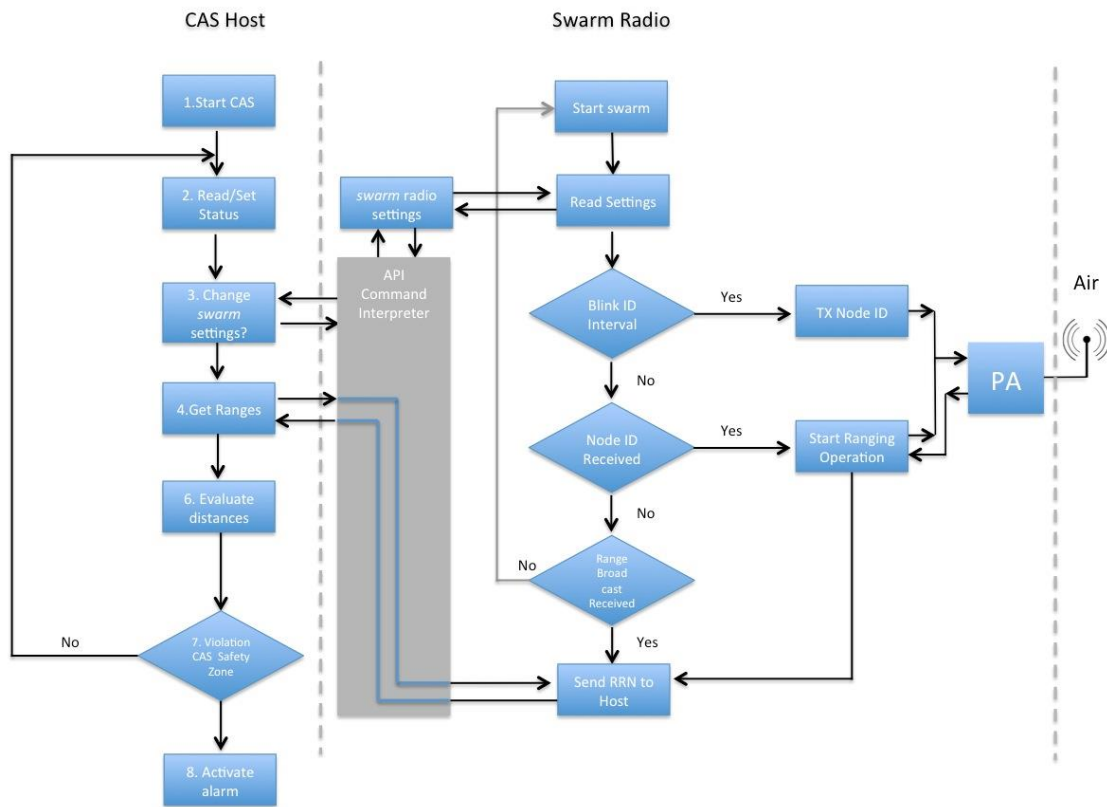 CAS Host
Swarm Radio
1.Start CAS
Start swarm
2. Read/Set
Status
swarm radio
settings
Read Settings
API
Command
Interpreter
3. Change
swarm
settings?
Blink ID
Interval
Yes
TX Node ID
Air
No
PA
4.Get Ranges
Node ID
Received
Yes
Start Ranging
Operation
6. Evaluate
distances
No
No
Range
Broad
cast
Received
Yes
No
7. Violation
CAS Safety
Zone
Send RRN to
Host
8. Activate
alarm